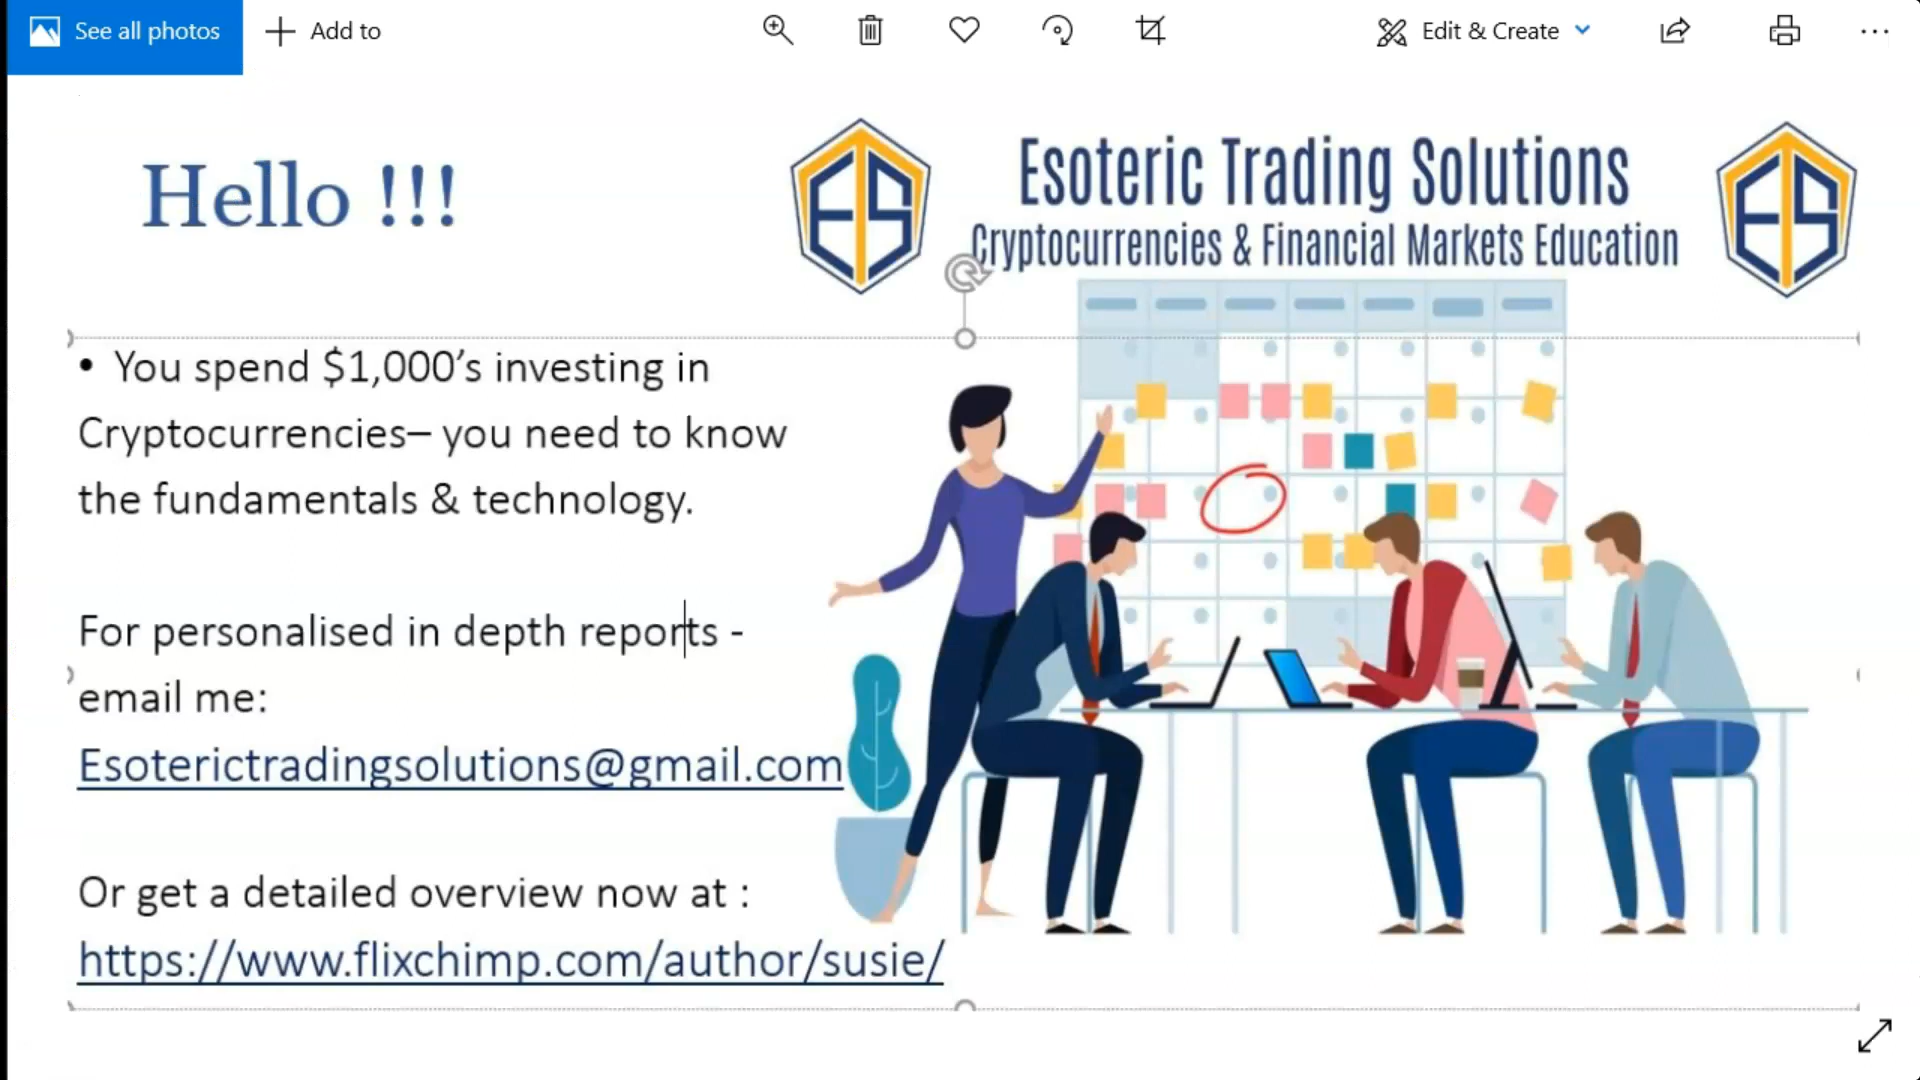 See all photos
Add to
Edit & Create
Hello !!!
ES
Esoteric Trading Solutions
Cryptocurrencies & Financial Markets Education
ES
• You spend $1,000’s investing in
Cryptocurrencies– you need to know
the fundamentals & technology.
For personalised in depth reports -
email me:
Esoterictradingsolutions@gmail.com
Or get a detailed overview now at :
https://www.flixchimp.com/author/susie/